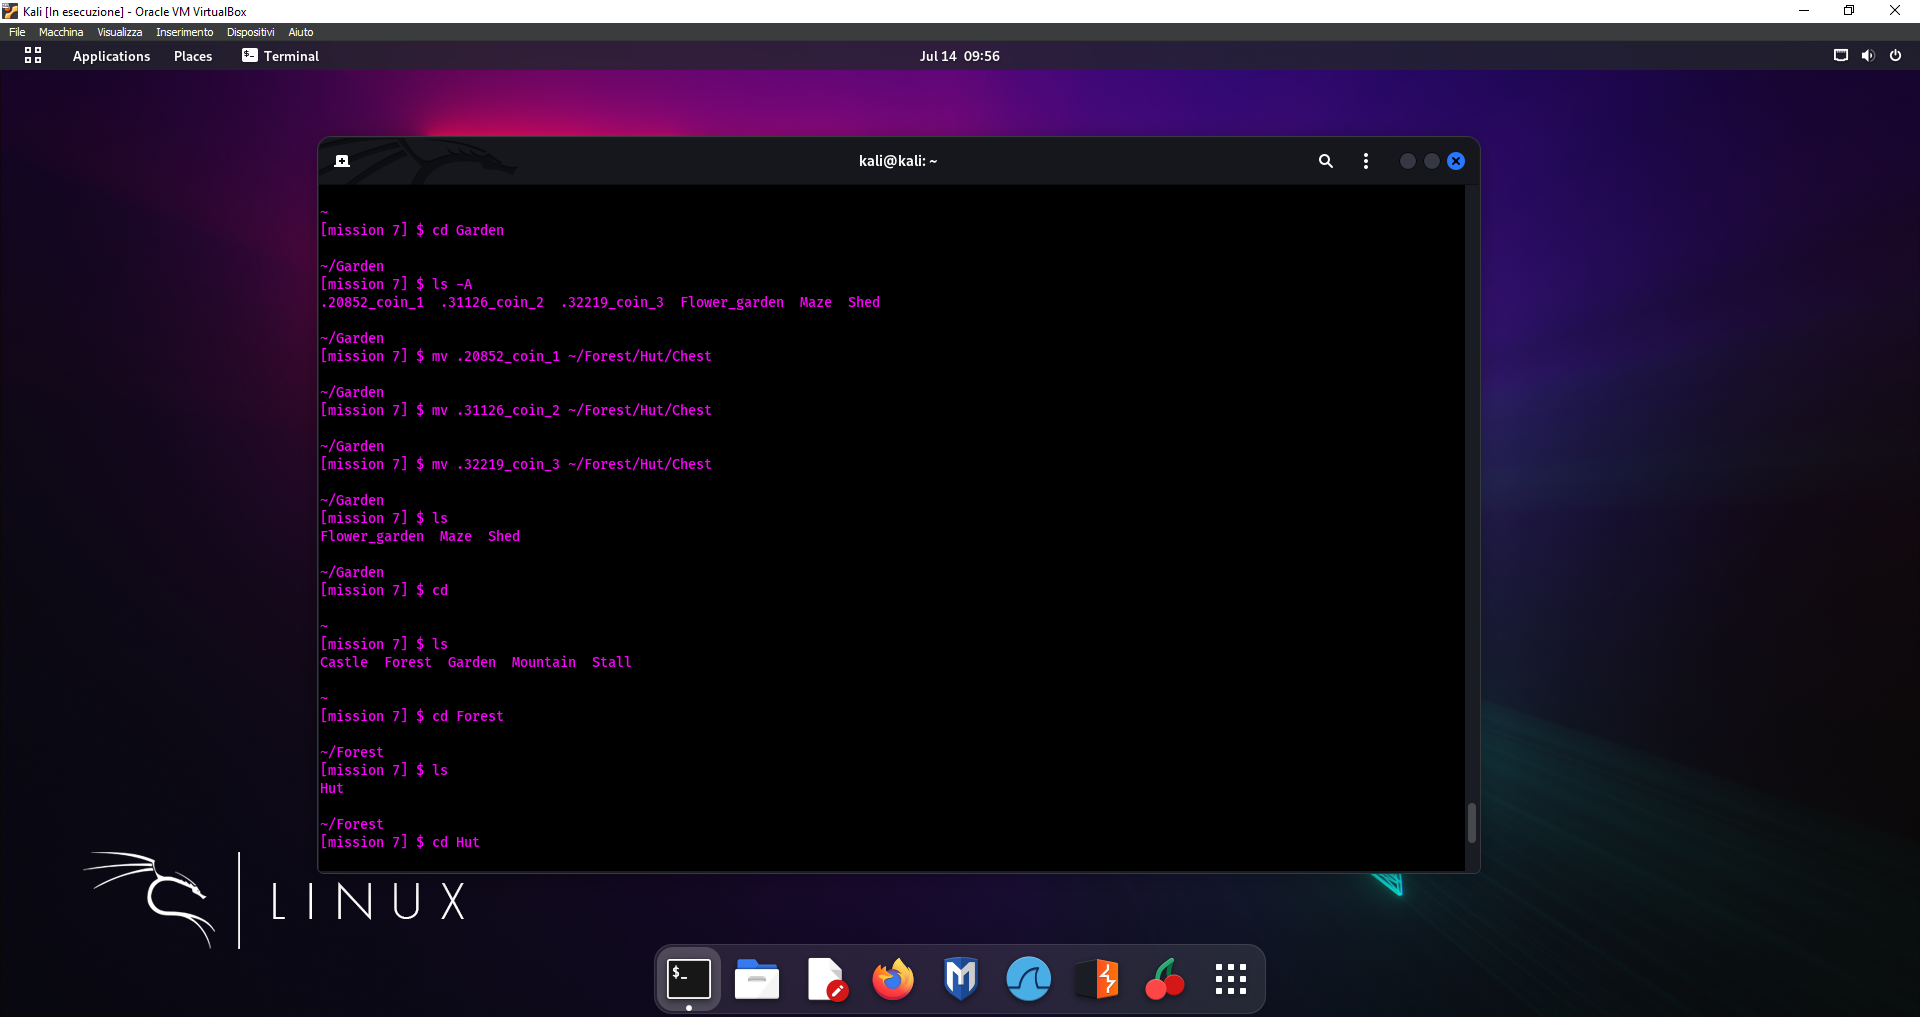 Kali [In esecuzione] - Oracle VM VirtualBox
File Macchina Visualizza Inserimento Dispositivi Aiuto
Applications Places Terminal Jul 14 09:56
kali@kali: ~
~
[mission 7] $ cd Garden
~/Garden
[mission 7] $ ls -A
.20852_coin_1 .31126_coin_2 .32219_coin_3 Flower_garden Maze Shed
~/Garden
[mission 7] $ mv .20852_coin_1 ~/Forest/Hut/Chest
~/Garden
[mission 7] $ mv .31126_coin_2 ~/Forest/Hut/Chest
~/Garden
[mission 7] $ mv .32219_coin_3 ~/Forest/Hut/Chest
~/Garden
[mission 7] $ ls
Flower_garden Maze Shed
~/Garden
[mission 7] $ cd
~
[mission 7] $ ls
Castle Forest Garden Mountain Stall
~
[mission 7] $ cd Forest
~/Forest
[mission 7] $ ls
Hut
~/Forest
[mission 7] $ cd Hut
LINUX
$_